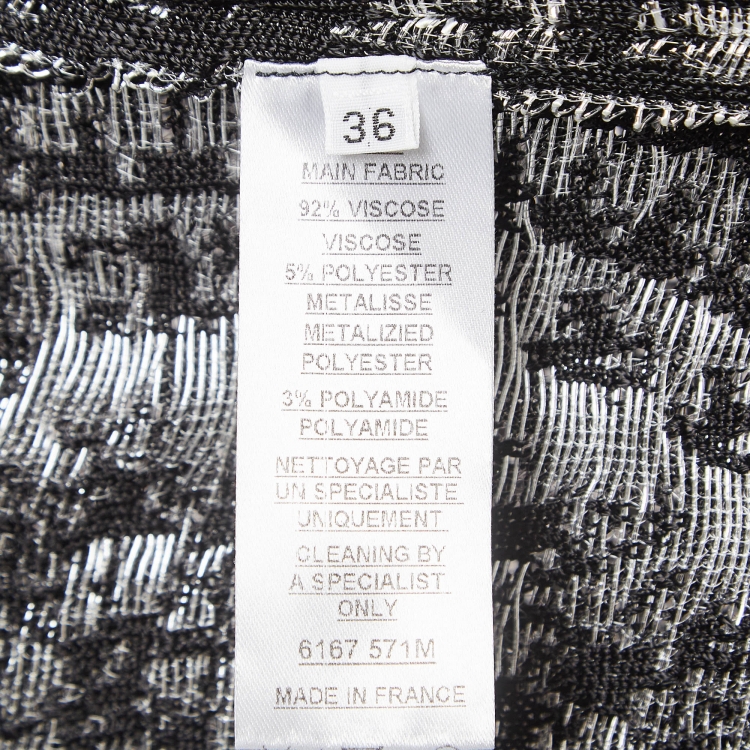 36
MAIN FABRIC
92% VISCOSE
VISCOSE
5% POLYESTER
METALISSE
METALIZIED
POLYESTER
3% POLYAMIDE
POLYAMIDE
NETTOYAGE PAR
UN SPECIALISTE
UNIQUEMENT
CLEANING BY
A SPECIALIST
ONLY
6167 571M
MADE IN FRANCE